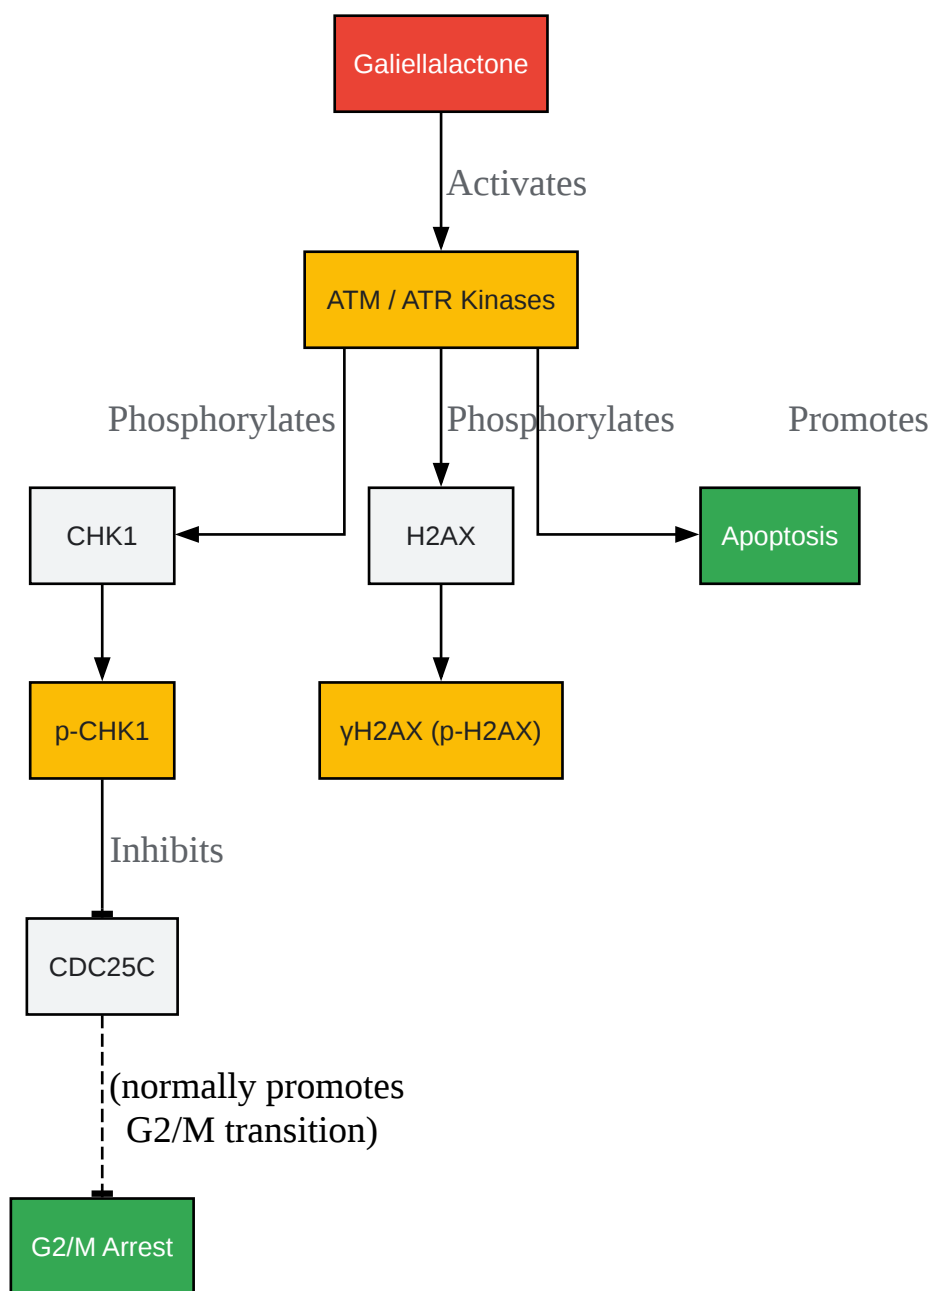 Galiellalactone
Activates
ATM / ATR Kinases
Phosphorylates
Phosphorylates
Promotes
CHK1
H2AX
Apoptosis
p-CHK1
γH2AX (p-H2AX)
Inhibits
CDC25C
(normally promotes
G2/M transition)
G2/M Arrest